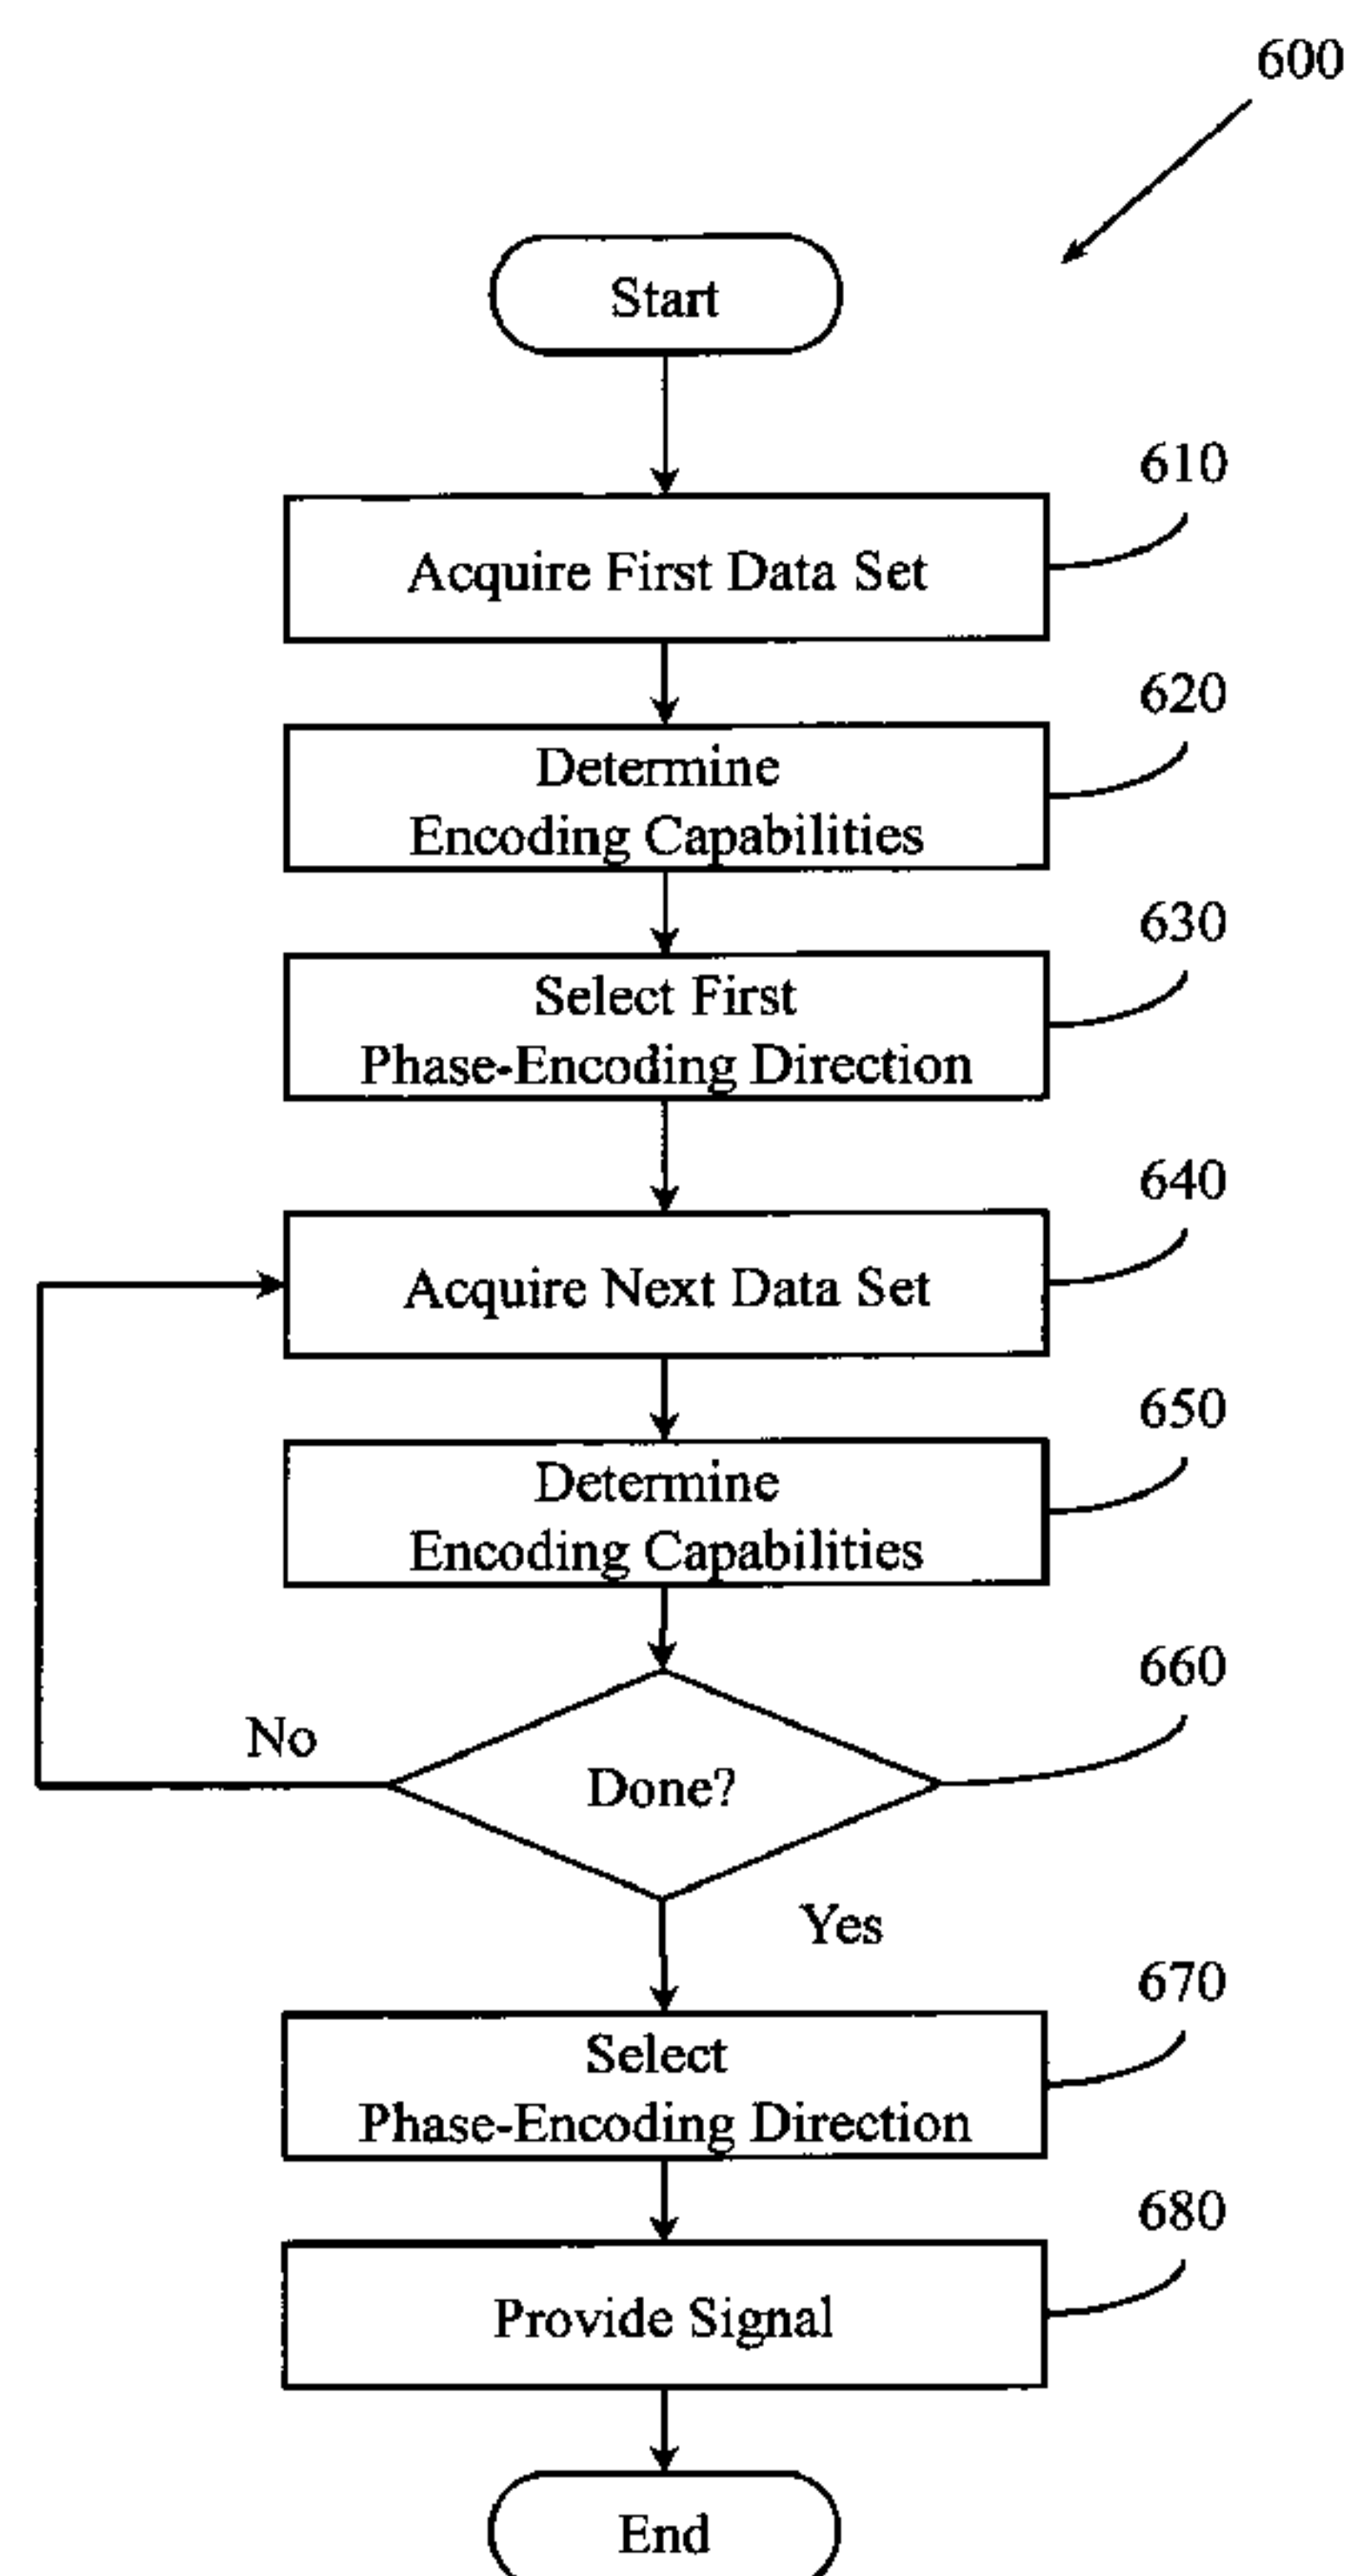 600
Start
610
Acquire First Data Set
620
Determine
Encoding Capabilities
630
Select First
Phase-Encoding Direction
640
Acquire Next Data Set
650
Determine
Encoding Capabilities
660
No
Done?
Yes
670
Select
Phase-Encoding Direction
680
Provide Signal
End